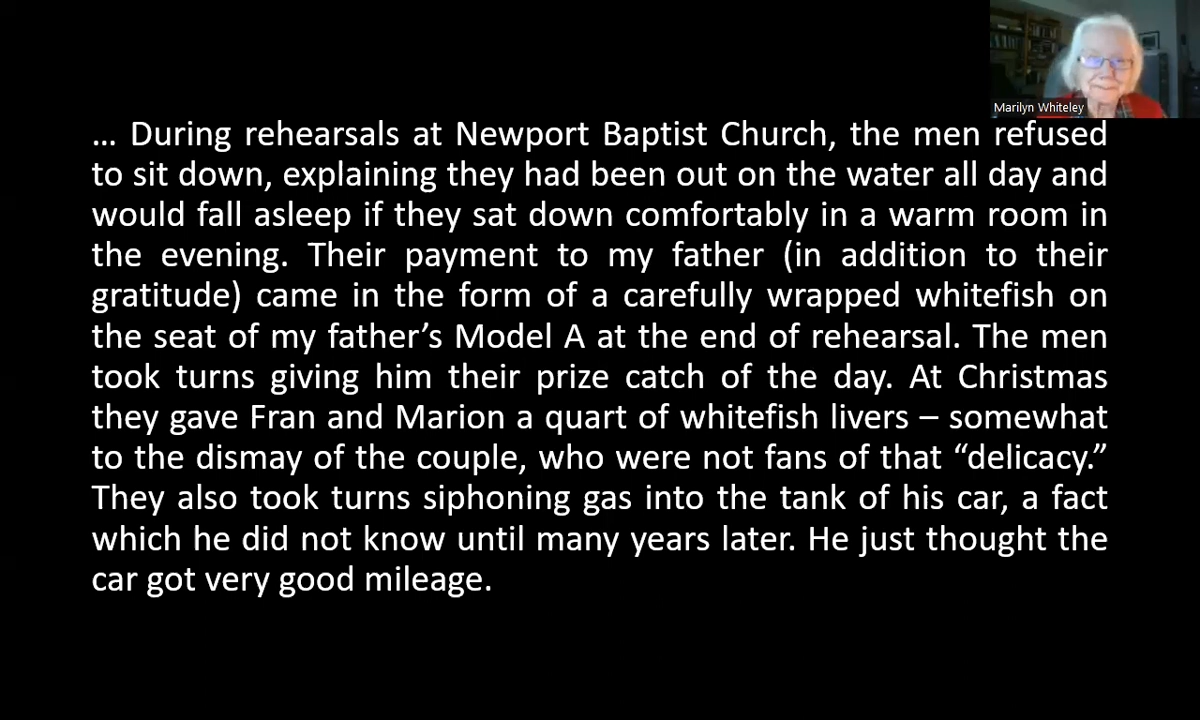 Marilyn Whiteley
... During rehearsals at Newport Baptist Church, the men refused
to sit down, explaining they had been out on the water all day and
would fall asleep if they sat down comfortably in a warm room in
the evening. Their payment to my father (in addition to their
gratitude) came in the form of a carefully wrapped whitefish on
the seat of my father’s Model A at the end of rehearsal. The men
took turns giving him their prize catch of the day. At Christmas
they gave Fran and Marion a quart of whitefish livers – somewhat
to the dismay of the couple, who were not fans of that “delicacy.”
They also took turns siphoning gas into the tank of his car, a fact
which he did not know until many years later. He just thought the
car got very good mileage.